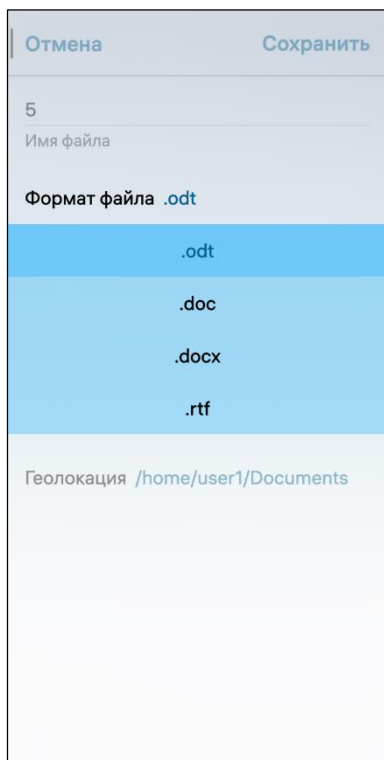 Отмена Сохранить
5
Имя файла
Формат файла .odt
.odt
.doc
.docx
.rtf
Геолокация /home/user1/Documents